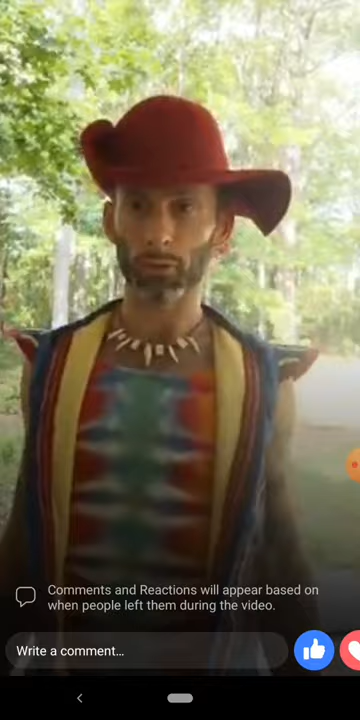 Comments and Reactions will appear based on
when people left them during the video.
Write a comment...